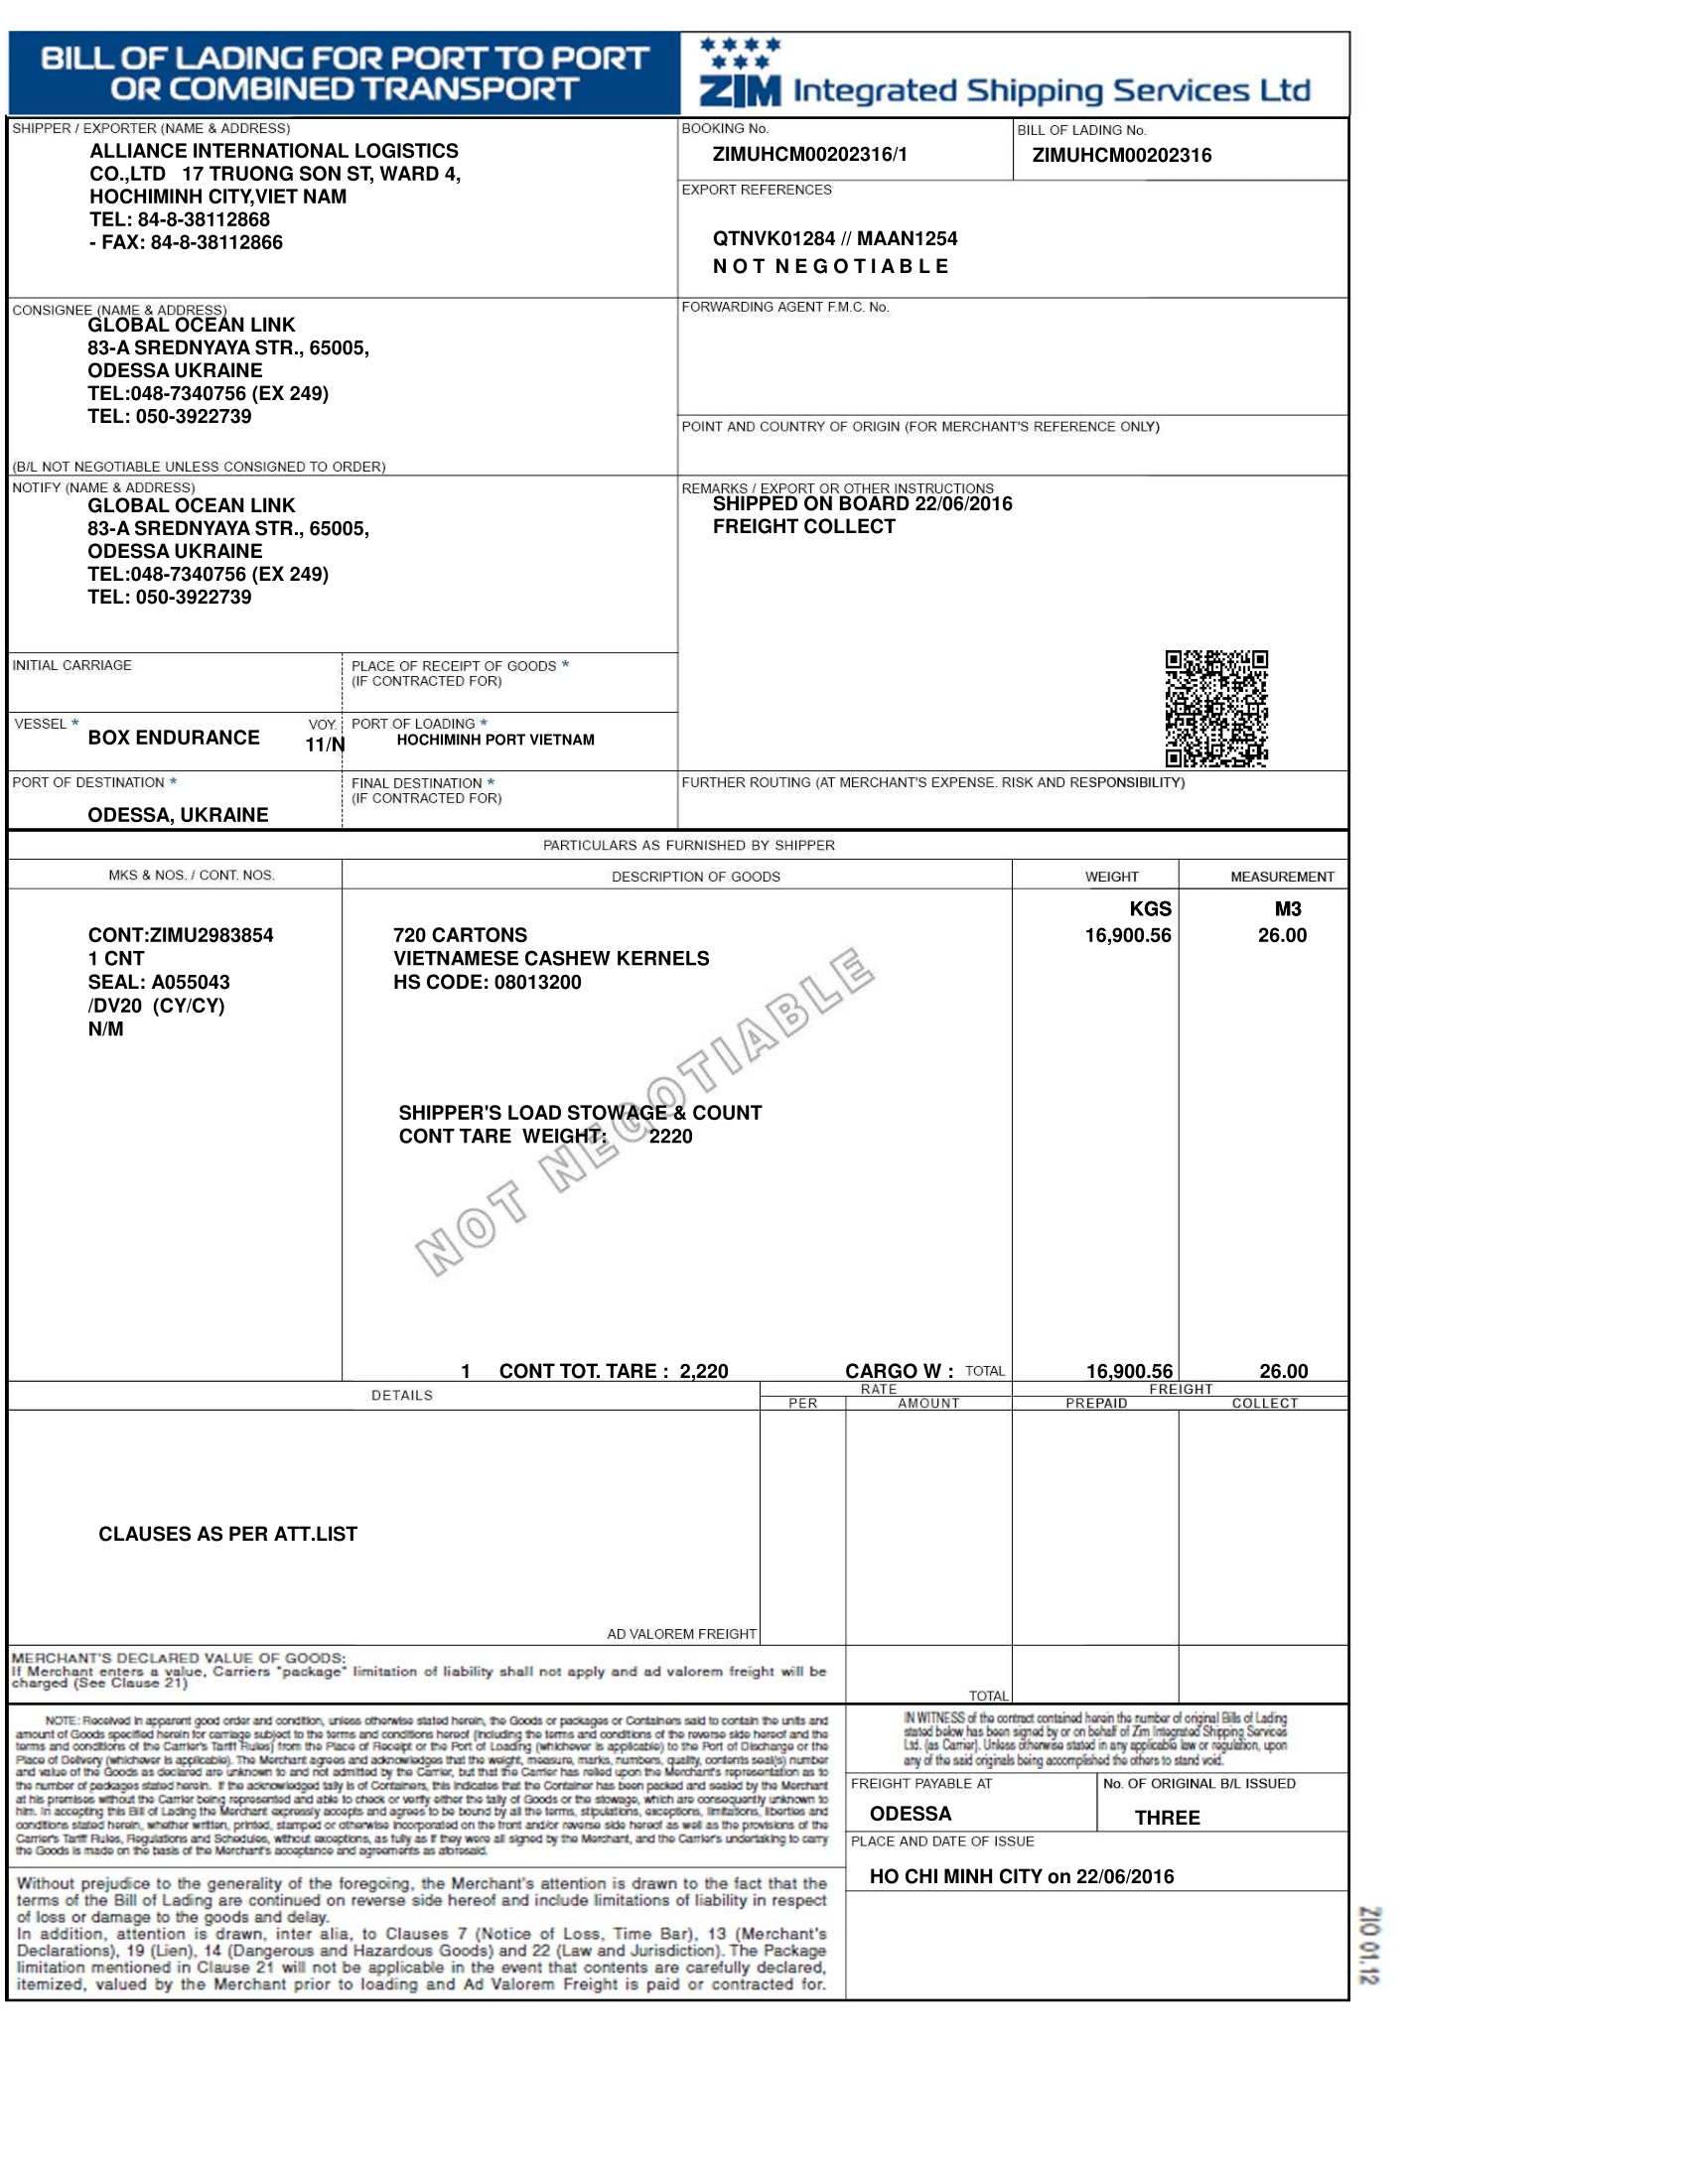 BILL OF LADING FOR PORT TO PORT
OR COMBINED TRANSPORT
ZIM Integrated Shipping Services Ltd
SHIPPER / EXPORTER (NAME & ADDRESS)
ALLIANCE INTERNATIONAL LOGISTICS
CO.,LTD 17 TRUONG SON ST, WARD 4,
HOCHIMINH CITY,VIET NAM
TEL: 84-8-38112868
- FAX: 84-8-38112866
BOOKING No.
ZIMUHCM00202316/1
BILL OF LADING No.
ZIMUHCM00202316
EXPORT REFERENCES
QTNVK01284 // MAAN1254
N O T N E G O T I A B L E
CONSIGNEE (NAME & ADDRESS)
GLOBAL OCEAN LINK
83-A SREDNYAYA STR., 65005,
ODESSA UKRAINE
TEL:048-7340756 (EX 249)
TEL: 050-3922739
(B/L NOT NEGOTIABLE UNLESS CONSIGNED TO ORDER)
FORWARDING AGENT F.M.C. No.
POINT AND COUNTRY OF ORIGIN (FOR MERCHANT'S REFERENCE ONLY)
NOTIFY (NAME & ADDRESS)
GLOBAL OCEAN LINK
83-A SREDNYAYA STR., 65005,
ODESSA UKRAINE
TEL:048-7340756 (EX 249)
TEL: 050-3922739
REMARKS / EXPORT OR OTHER INSTRUCTIONS
SHIPPED ON BOARD 22/06/2016
FREIGHT COLLECT
INITIAL CARRIAGE
PLACE OF RECEIPT OF GOODS *
(IF CONTRACTED FOR)
VESSEL *
BOX ENDURANCE
VOY.
11/N
PORT OF LOADING *
HOCHIMINH PORT VIETNAM
PORT OF DESTINATION *
ODESSA, UKRAINE
FINAL DESTINATION *
(IF CONTRACTED FOR)
FURTHER ROUTING (AT MERCHANT'S EXPENSE. RISK AND RESPONSIBILITY)
PARTICULARS AS FURNISHED BY SHIPPER
MKS & NOS. / CONT. NOS.
DESCRIPTION OF GOODS
WEIGHT
MEASUREMENT
KGS
M3
CONT:ZIMU2983854
1 CNT
SEAL: A055043
/DV20 (CY/CY)
N/M
720 CARTONS
VIETNAMESE CASHEW KERNELS
HS CODE: 08013200
16,900.56
26.00
NOT NEGOTIABLE
SHIPPER'S LOAD STOWAGE & COUNT
CONT TARE WEIGHT: 2220
1 CONT TOT. TARE : 2,220 CARGO W : TOTAL 16,900.56 26.00
DETAILS
RATE
PER
AMOUNT
FREIGHT
PREPAID
COLLECT
CLAUSES AS PER ATT.LIST
AD VALOREM FREIGHT
MERCHANT'S DECLARED VALUE OF GOODS:
If Merchant enters a value, Carriers "package" limitation of liability shall not apply and ad valorem freight will be
charged (See Clause 21)
TOTAL
NOTE: Received in apparent good order and condition, unless otherwise stated herein, the Goods or packages or Containers said to contain the units and
amount of Goods specified herein for carriage subject to the terms and conditions hereof (including the terms and conditions of the reverse side hereof and the
terms and conditions of the Carrier's Tariff Rules) from the Place of Receipt or the Port of Loading (whichever is applicable) to the Port of Discharge or the
Place of Delivery (whichever is applicable). The Merchant agrees and acknowledges that the weight, measure, marks, numbers, quality, contents seal(s) number
and value of the Goods as declared are unknown to and not admitted by the Carrier, but that the Carrier has relied upon the Merchant's representation as to
the number of packages stated herein. If the acknowledged tally is of Containers, this indicates that the Container has been packed and sealed by the Merchant
at his premises without the Carrier being represented and able to check or verify either the tally of Goods or the stowage, which are consequently unknown to
him. In accepting this Bill of Lading the Merchant expressly accepts and agrees to be bound by all the terms, stipulations, exceptions, limitations, liberties and
conditions stated herein, whether written, printed, stamped or otherwise incorporated on the front and/or reverse side hereof as well as the provisions of the
Carrier's Tariff Rules, Regulations and Schedules, without exceptions, as fully as if they were all signed by the Merchant, and the Carrier's undertaking to carry
the Goods is made on the basis of the Merchant's acceptance and agreements as aforesaid.
Without prejudice to the generality of the foregoing, the Merchant's attention is drawn to the fact that the
terms of the Bill of Lading are continued on reverse side hereof and include limitations of liability in respect
of loss or damage to the goods and delay.
In addition, attention is drawn, inter alia, to Clauses 7 (Notice of Loss, Time Bar), 13 (Merchant's
Declarations), 19 (Lien), 14 (Dangerous and Hazardous Goods) and 22 (Law and Jurisdiction). The Package
limitation mentioned in Clause 21 will not be applicable in the event that contents are carefully declared,
itemized, valued by the Merchant prior to loading and Ad Valorem Freight is paid or contracted for.
IN WITNESS of the contract contained herein the number of original Bills of Lading
stated below has been signed by or on behalf of Zim Integrated Shipping Services
Ltd. (as Carrier). Unless otherwise stated in any applicable law or regulation, upon
any of the said originals being accomplished the others to stand void.
FREIGHT PAYABLE AT
ODESSA
No. OF ORIGINAL B/L ISSUED
THREE
PLACE AND DATE OF ISSUE
HO CHI MINH CITY on 22/06/2016
ZIO 01.12